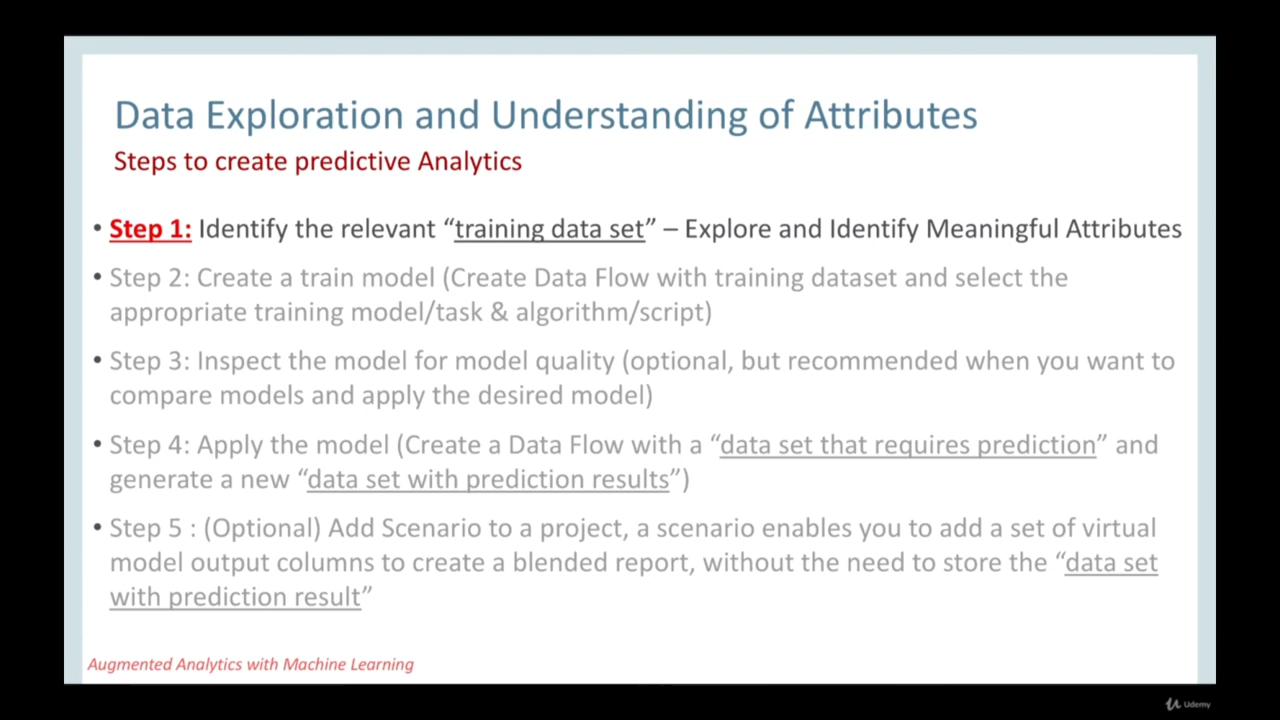 Data Exploration and Understanding of Attributes
Steps to create predictive Analytics
• Step 1: Identify the relevant “training data set” – Explore and Identify Meaningful Attributes
• Step 2: Create a train model (Create Data Flow with training dataset and select the
appropriate training model/task & algorithm/script)
• Step 3: Inspect the model for model quality (optional, but recommended when you want to
compare models and apply the desired model)
• Step 4: Apply the model (Create a Data Flow with a “data set that requires prediction” and
generate a new “data set with prediction results”)
• Step 5 : (Optional) Add Scenario to a project, a scenario enables you to add a set of virtual
model output columns to create a blended report, without the need to store the “data set
with prediction result”
Augmented Analytics with Machine Learning
Udemy